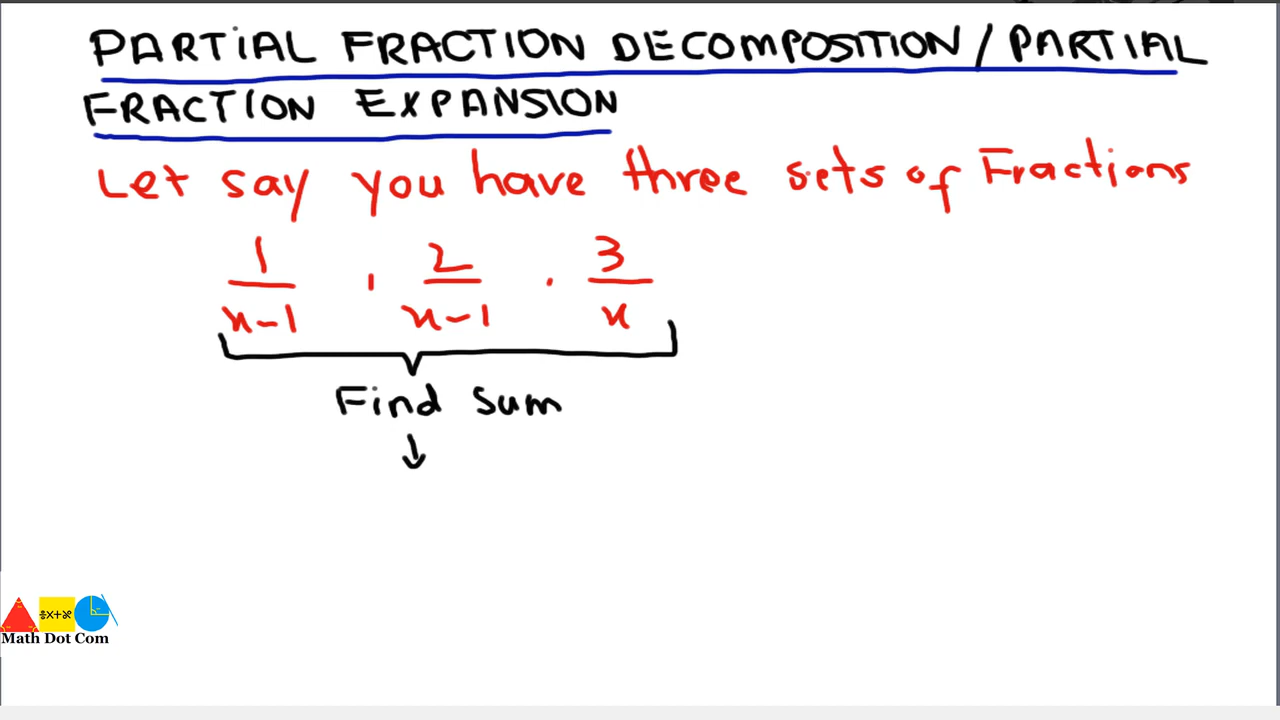 PARTIAL FRACTION DECOMPOSITION / PARTIAL
FRACTION EXPANSION
Let say you have three sets of Fractions
1/x-1 , 2/x-1 . 3/x
Find sum
↓
Math Dot Com